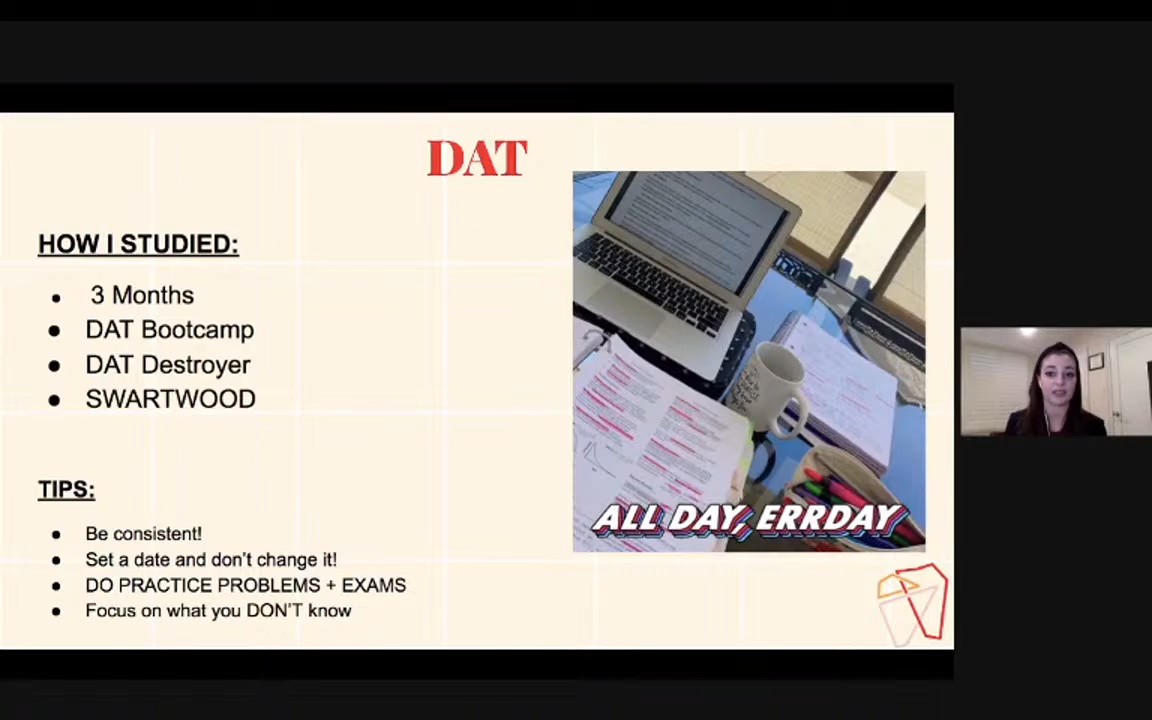 DAT
HOW I STUDIED:
3 Months
DAT Bootcamp
DAT Destroyer
SWARTWOOD
TIPS:
Be consistent!
Set a date and don't change it!
DO PRACTICE PROBLEMS + EXAMS
Focus on what you DON'T know
ALL DAY, ERRDAY